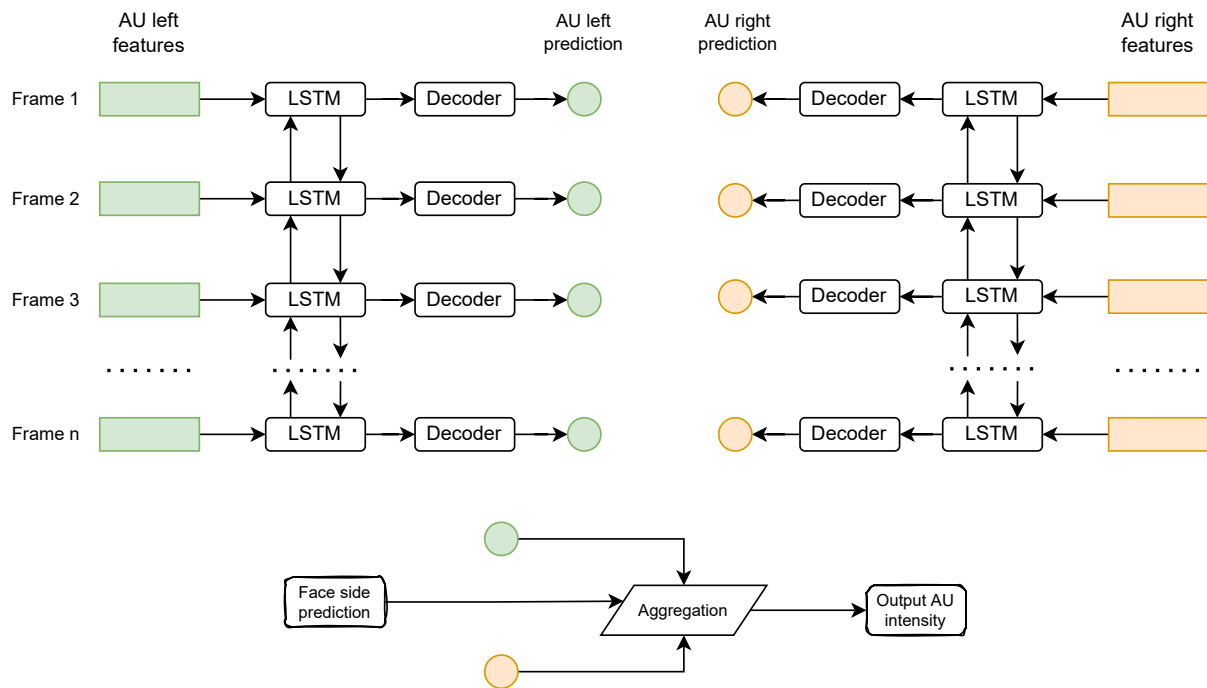 AU left
features
AU left
prediction
AU right
prediction
AU right
features
Frame 1
LSTM
Decoder
Decoder
LSTM
Frame 2
LSTM
Decoder
Decoder
LSTM
Frame 3
LSTM
Decoder
Decoder
LSTM
Frame n
LSTM
Decoder
Decoder
LSTM
Face side
prediction
Aggregation
Output AU
intensity